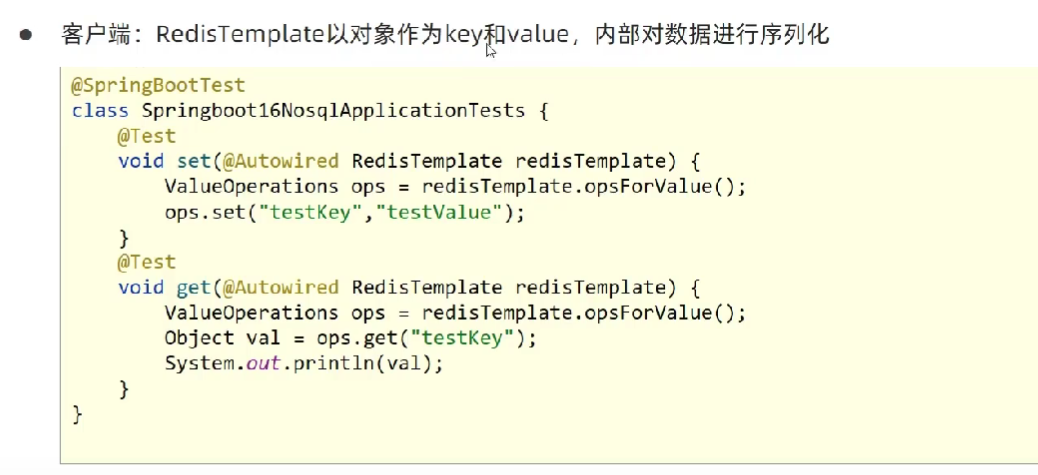 客户端：RedisTemplate以对象作为key和value，内部对数据进行序列化
@SpringBootTest
class Springboot16NosqlApplicationTests {
    @Test
    void set(@Autowired RedisTemplate redisTemplate) {
        ValueOperations ops = redisTemplate.opsForValue();
        ops.set("testKey","testValue");
    }
    @Test
    void get(@Autowired RedisTemplate redisTemplate) {
        ValueOperations ops = redisTemplate.opsForValue();
        Object val = ops.get("testKey");
        System.out.println(val);
    }
}